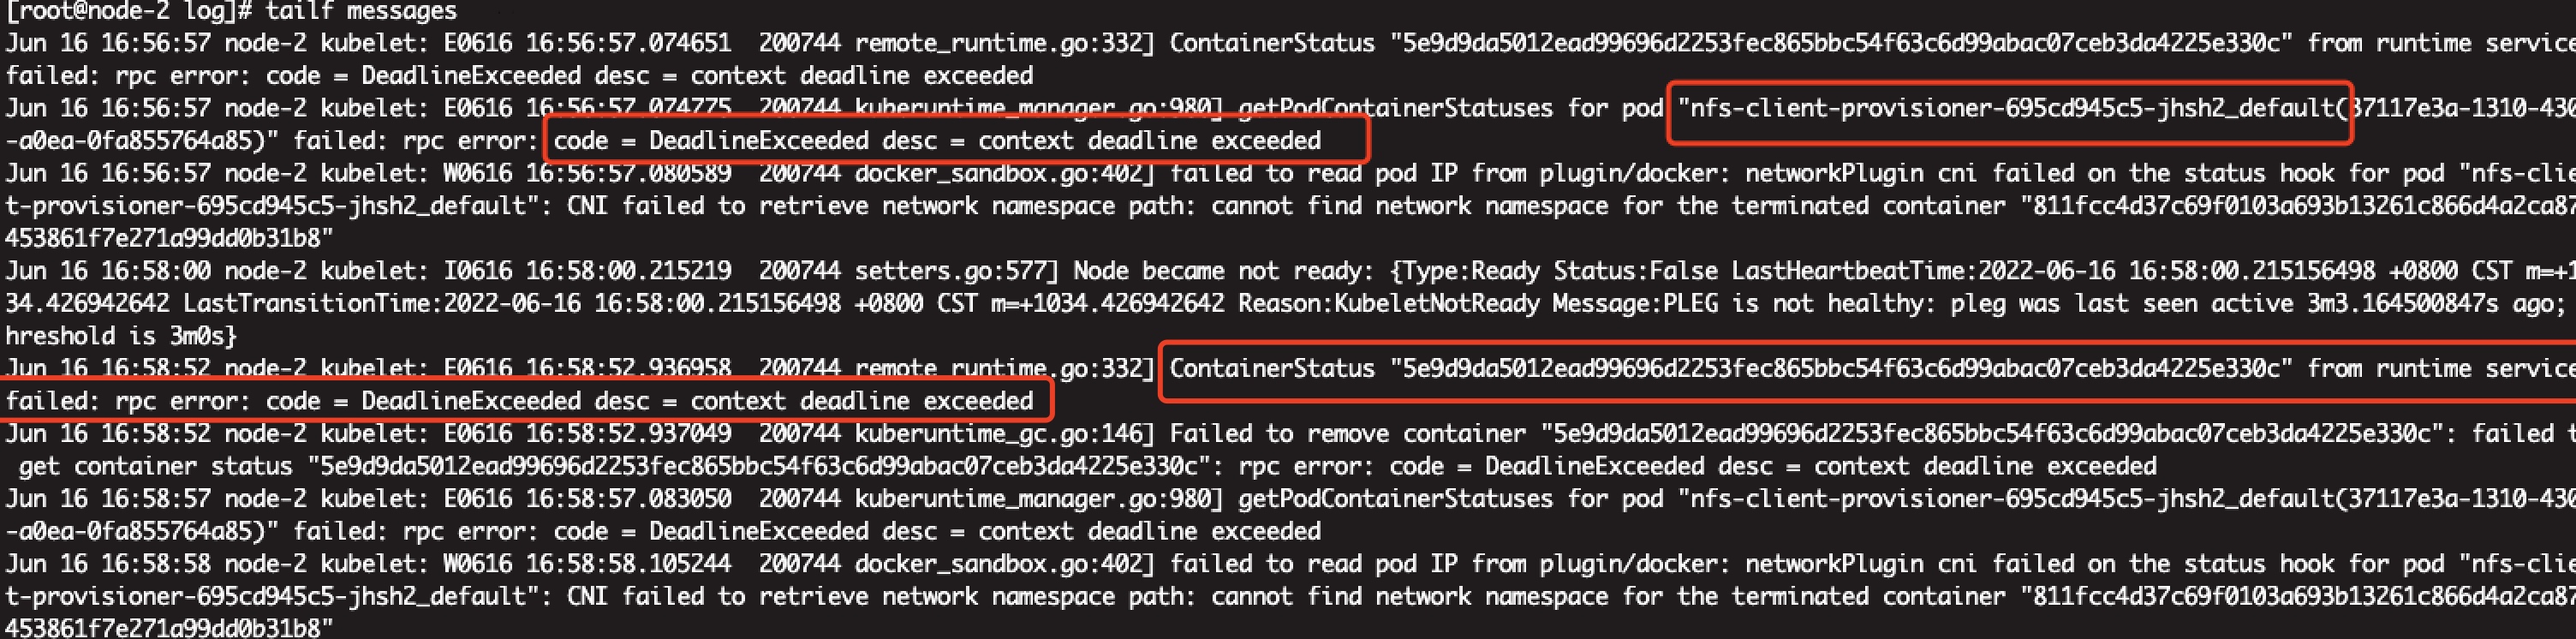 [root@node-2 log]# tailf messages
Jun 16 16:56:57 node-2 kubelet: E0616 16:56:57.074651  200744 remote_runtime.go:332] ContainerStatus "5e9d9da5012ead99696d2253fec865bbc54f63c6d99abac07ceb3da4225e330c" from runtime service
failed: rpc error: code = DeadlineExceeded desc = context deadline exceeded
Jun 16 16:56:57 node-2 kubelet: E0616 16:56:57.074775  200744 kuberuntime_manager.go:980] getPodContainerStatuses for pod "nfs-client-provisioner-695cd945c5-jhsh2_default(37117e3a-1310-430
-a0ea-0fa855764a85)" failed: rpc error: code = DeadlineExceeded desc = context deadline exceeded
Jun 16 16:56:57 node-2 kubelet: W0616 16:56:57.080589  200744 docker_sandbox.go:402] failed to read pod IP from plugin/docker: networkPlugin cni failed on the status hook for pod "nfs-clie
t-provisioner-695cd945c5-jhsh2_default": CNI failed to retrieve network namespace path: cannot find network namespace for the terminated container "811fcc4d37c69f0103a693b13261c866d4a2ca87
453861f7e271a99dd0b31b8"
Jun 16 16:58:00 node-2 kubelet: I0616 16:58:00.215219  200744 setters.go:577] Node became not ready: {Type:Ready Status:False LastHeartbeatTime:2022-06-16 16:58:00.215156498 +0800 CST m=+1
34.426942642 LastTransitionTime:2022-06-16 16:58:00.215156498 +0800 CST m=+1034.426942642 Reason:KubeletNotReady Message:PLEG is not healthy: pleg was last seen active 3m3.164500847s ago;
hreshold is 3m0s}
Jun 16 16:58:52 node-2 kubelet: E0616 16:58:52.936958  200744 remote_runtime.go:332] ContainerStatus "5e9d9da5012ead99696d2253fec865bbc54f63c6d99abac07ceb3da4225e330c" from runtime service
failed: rpc error: code = DeadlineExceeded desc = context deadline exceeded
Jun 16 16:58:52 node-2 kubelet: E0616 16:58:52.937049  200744 kuberuntime_gc.go:146] Failed to remove container "5e9d9da5012ead99696d2253fec865bbc54f63c6d99abac07ceb3da4225e330c": failed t
 get container status "5e9d9da5012ead99696d2253fec865bbc54f63c6d99abac07ceb3da4225e330c": rpc error: code = DeadlineExceeded desc = context deadline exceeded
Jun 16 16:58:57 node-2 kubelet: E0616 16:58:57.083050  200744 kuberuntime_manager.go:980] getPodContainerStatuses for pod "nfs-client-provisioner-695cd945c5-jhsh2_default(37117e3a-1310-430
-a0ea-0fa855764a85)" failed: rpc error: code = DeadlineExceeded desc = context deadline exceeded
Jun 16 16:58:58 node-2 kubelet: W0616 16:58:58.105244  200744 docker_sandbox.go:402] failed to read pod IP from plugin/docker: networkPlugin cni failed on the status hook for pod "nfs-clie
t-provisioner-695cd945c5-jhsh2_default": CNI failed to retrieve network namespace path: cannot find network namespace for the terminated container "811fcc4d37c69f0103a693b13261c866d4a2ca87
453861f7e271a99dd0b31b8"